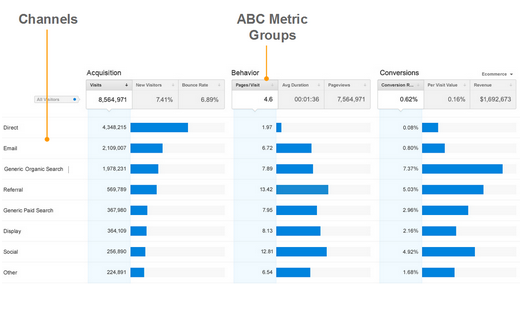 Channels
ABC Metric
Groups
Acquisition
Behavior
Conversions
Ecommerce
Visits
New Visitors
Bounce Rate
Pages/Visit
Avg Duration
Pageviews
Conversion R...
Per Visit Value
Revenue
All Visitors
8,564,971
7.41%
6.89%
4.6
00:01:36
7,564,971
0.62%
0.16%
$1,692,673
Direct
4,348,215
1.97
0.08%
Email
2,109,007
6.72
0.80%
Generic Organic Search
1,978,231
7.89
7.37%
Referral
569,789
13.42
5.03%
Generic Paid Search
367,980
7.95
2.96%
Display
364,109
8.13
2.16%
Social
256,890
12.81
4.92%
Other
224,891
6.54
1.68%